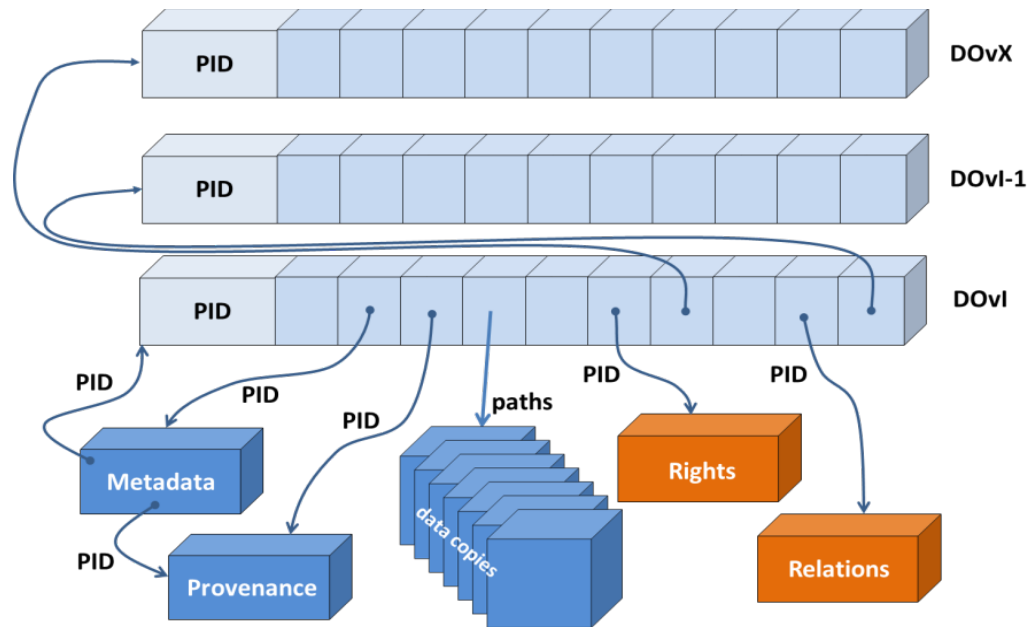 PID
DOvX
PID
DOvI-1
PID
DOvI
PID
PID
PID
paths
PID
PID
Metadata
data copies
Rights
PID
Provenance
Relations